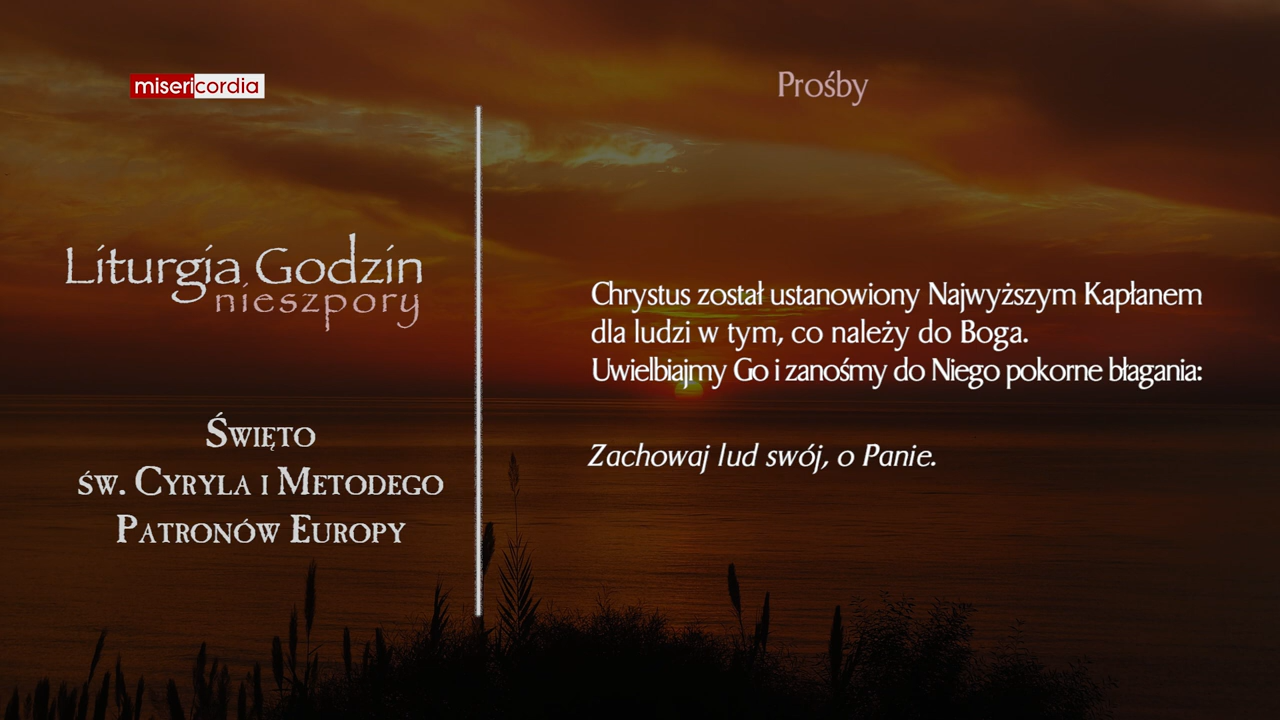 misericordia
Prośby
Liturgia Godzin
nieszpory
Święto
św. Cyryla i Metodego
Patronów Europy
Chrystus został ustanowiony Najwyższym Kapłanem
dla ludzi w tym, co należy do Boga.
Uwielbiajmy Go i zanośmy do Niego pokorne błagania:
Zachowaj lud swój, o Panie.